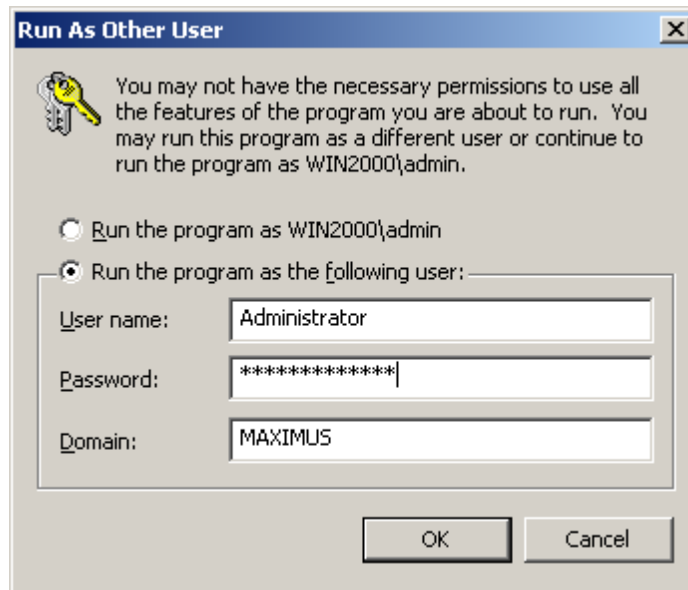 Run As Other User
You may not have the necessary permissions to use all
the features of the program you are about to run. You
may run this program as a different user or continue to
run the program as WIN2000\admin.
Run the program as WIN2000\admin
Run the program as the following user:
User name: Administrator
Password: *************
Domain: MAXIMUS
OK Cancel